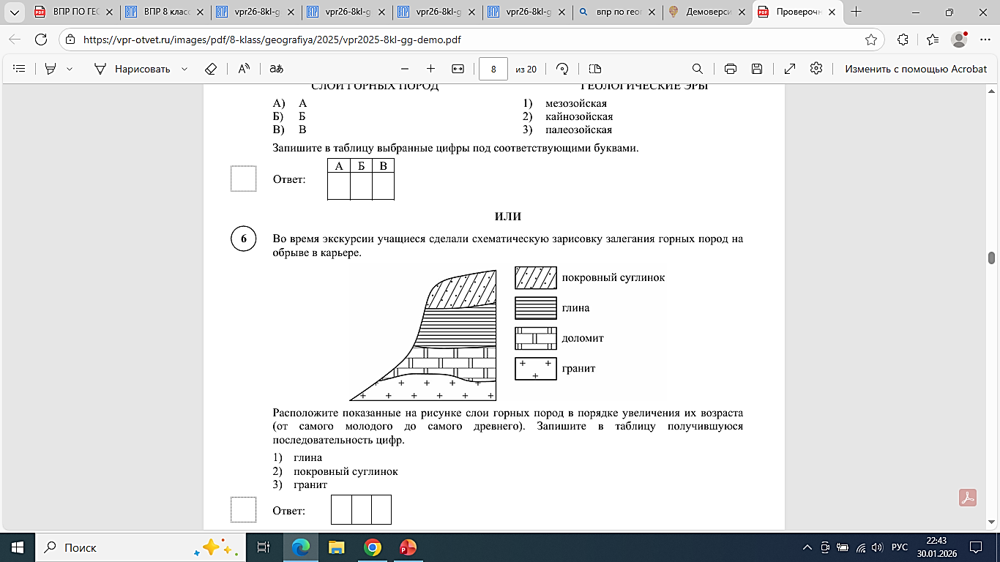 ВПР ПО ГЕО
ВПР 8 класс
vpr26-8kl-g
vpr26-8kl-g
vpr26-8kl-g
vpr26-8kl-g
впр по геог
Демоверси
Проверочн
https://vpr-otvet.ru/images/pdf/8-klass/geografiya/2025/vpr2025-8kl-gg-demo.pdf
Нарисовать
аあ
8 из 20
Изменить с помощью Acrobat
СЛОИ ГОРНЫХ ПОРОД ГЕОЛОГИЧЕСКИЕ ЭРЫ
А) А 1) мезозойская
Б) Б 2) кайнозойская
В) В 3) палеозойская
Запишите в таблицу выбранные цифры под соответствующими буквами.
А Б В
Ответ:
ИЛИ
6 Во время экскурсии учащиеся сделали схематическую зарисовку залегания горных пород на
обрыве в карьере.
покровный суглинок
глина
доломит
гранит
Расположите показанные на рисунке слои горных пород в порядке увеличения их возраста
(от самого молодого до самого древнего). Запишите в таблицу получившуюся
последовательность цифр.
1) глина
2) покровный суглинок
3) гранит
Ответ:
Поиск
РУС
22:43
30.01.2026